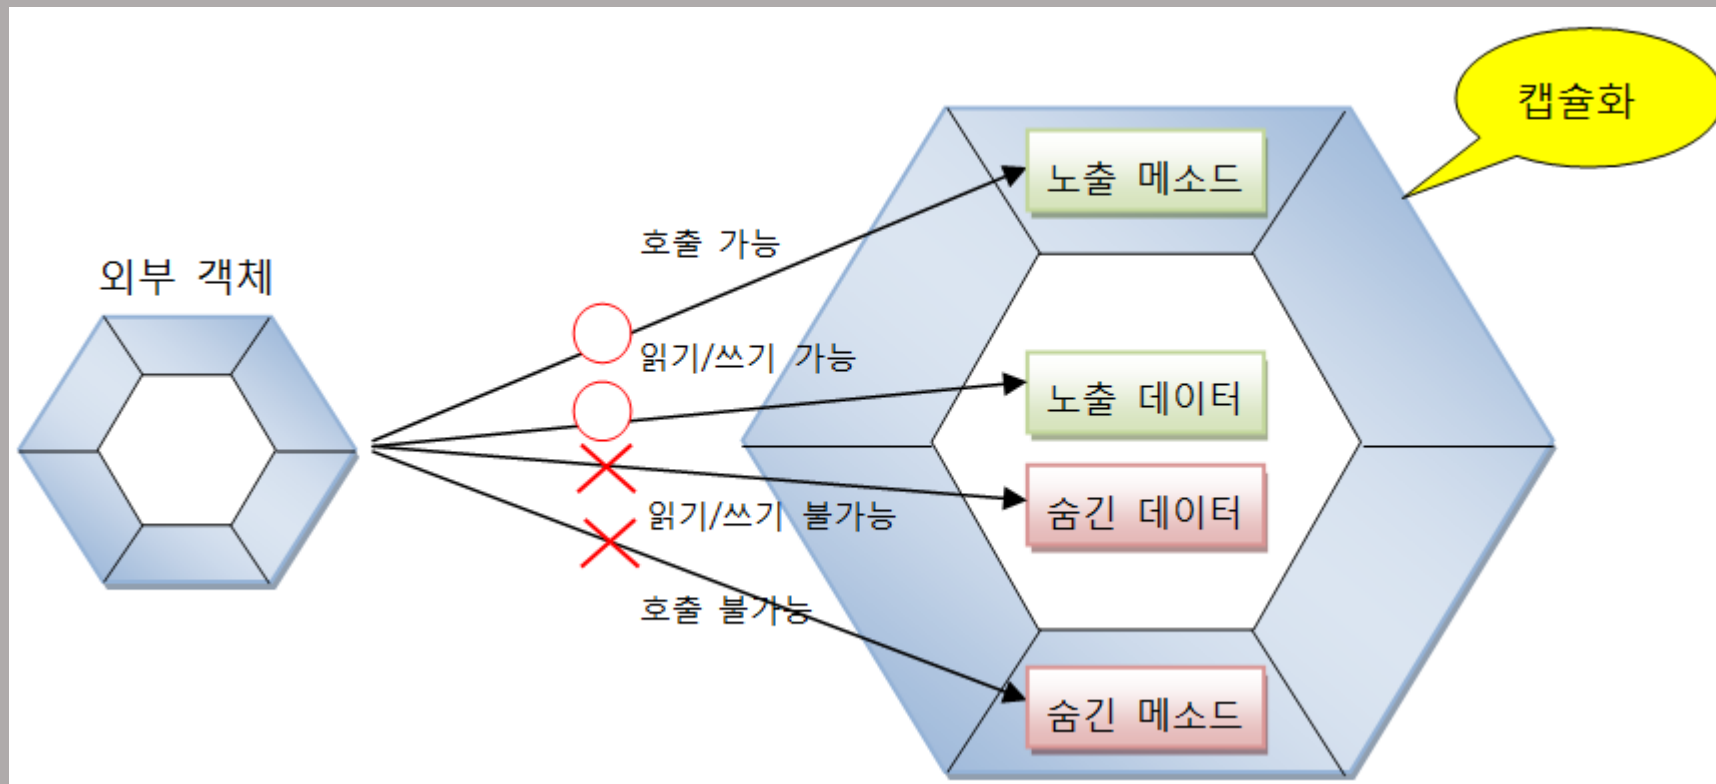 캡슐화
노출 메소드
호출 가능
외부 객체
읽기/쓰기 가능
노출 데이터
숨긴 데이터
읽기/쓰기 불가능
호출 불가능
숨긴 메소드